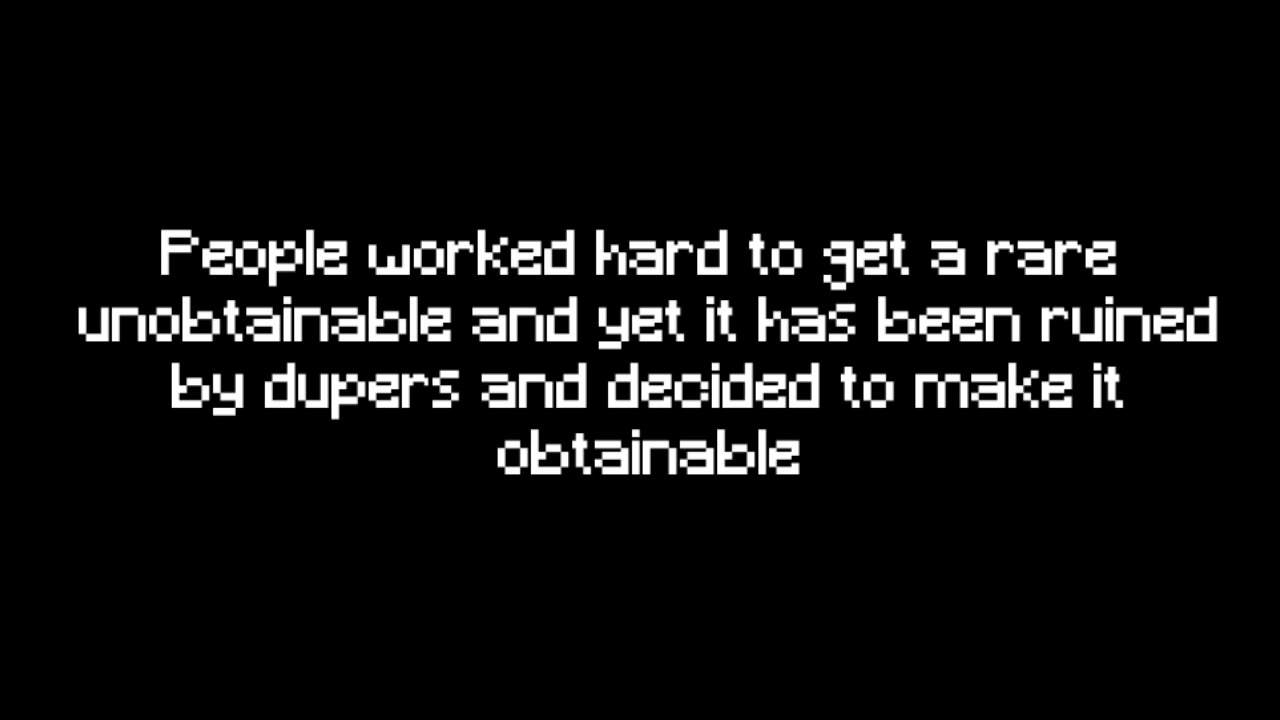 People worked hard to get a rare
unobtainable and yet it has been ruined
by dupers and decided to make it
obtainable